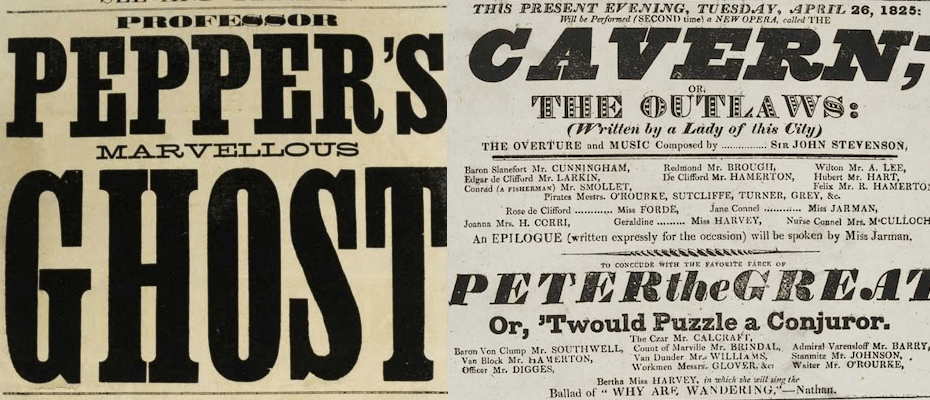 PROFESSOR
PEPPER'S
MARVELLOUS
GHOST
THIS PRESENT EVENING, TUESDAY, APRIL 26, 1825:
Will be Performed (SECOND time) a NEW OPERA, called THE
CAVERN;
OR,
THE OUTLAWS:
(Written by a Lady of this City)
THE OVERTURE and MUSIC Composed by .............. Sir JOHN STEVENSON,
Baron Slanefort Mr. CUNNINGHAM, Redmond Mr. BROUGH, Wilton Mr. A. LEE,
Edgar de Clifford Mr. LARKIN, De Clifford Mr. HAMERTON, Hubert Mr. HART,
Conrad (A FISHERMAN) Mr. SMOLLET, Felix Mr. R. HAMERTO
Pirates Messrs. O'ROURKE, SUTCLIFFE, TURNER, GREY, &c.
Rose de Clifford ............ Miss FORDE, Jane Connel ............ Miss JARMAN,
Joanna Mrs. H. CORRI, Geraldine ........ Miss HARVEY, Nurse Connel Mrs. McCULLOCH
An EPILOGUE (written expressly for the occasion) will be spoken by Miss Jarman.
TO CONCLUDE WITH THE FAVORITE FARCE OF
PETER the GREAT
Or, 'Twould Puzzle a Conjuror.
The Czar Mr. CALCRAFT,
Baron Von Clump Mr. SOUTHWELL, Count of Marville Mr. BRINDAL, Admiral Varensloff Mr. BARRY,
Van Block Mr. HAMERTON, Van Dunder Mr. WILLIAMS, Stanmitz Mr. JOHNSON,
Officer Mr. DIGGES, Workmen Messrs. GLOVER, &c. Waiter Mr. O'ROURKE,
Bertha Miss HARVEY, in which she will sing the
Ballad of "WHY ARE WANDERING,"—Nathan.